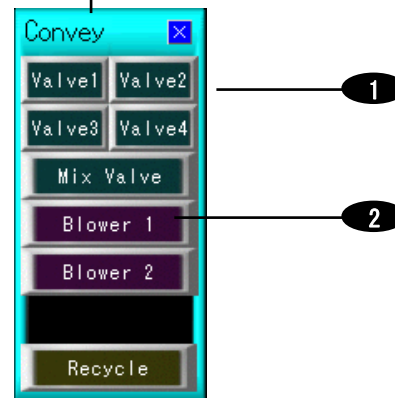 Convey X
Valve1 Valve2
1
Valve3 Valve4
Mix Valve
Blower 1
2
Blower 2
Recycle